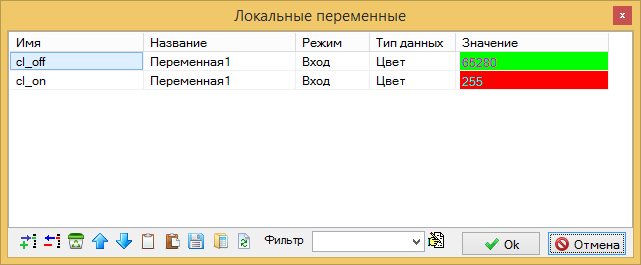 Локальные переменные
Имя Название Режим Тип данных Значение
cl_off Переменная1 Вход Цвет 65280
cl_on Переменная1 Вход Цвет 255
Фильтр Ok Отмена